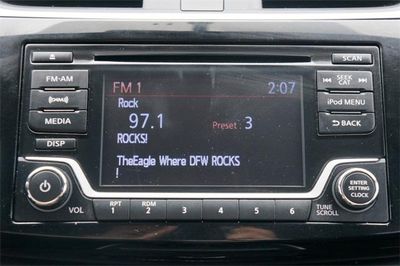 SCAN
FM·AM
MEDIA
DISP
FM 1 2:07
Rock
97.1 Preset: 3
ROCKS!
TheEagle Where DFW ROCKS
!
SEEK
CAT
iPod MENU
BACK
VOL
RPT RDM
1 2 3 4 5 6
TUNE
SCROLL
ENTER
SETTING
CLOCK